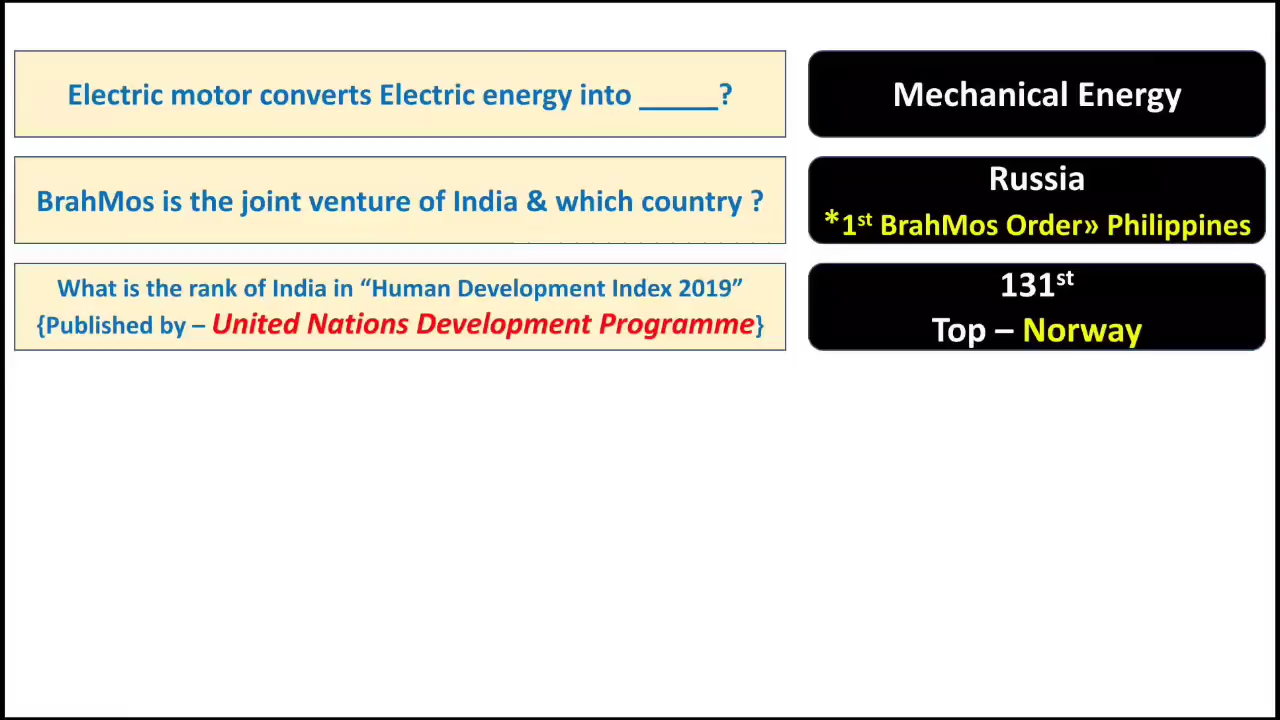 Electric motor converts Electric energy into _____?
Mechanical Energy
BrahMos is the joint venture of India & which country ?
Russia
*1st BrahMos Order» Philippines
What is the rank of India in “Human Development Index 2019”
{Published by – United Nations Development Programme}
131st
Top – Norway